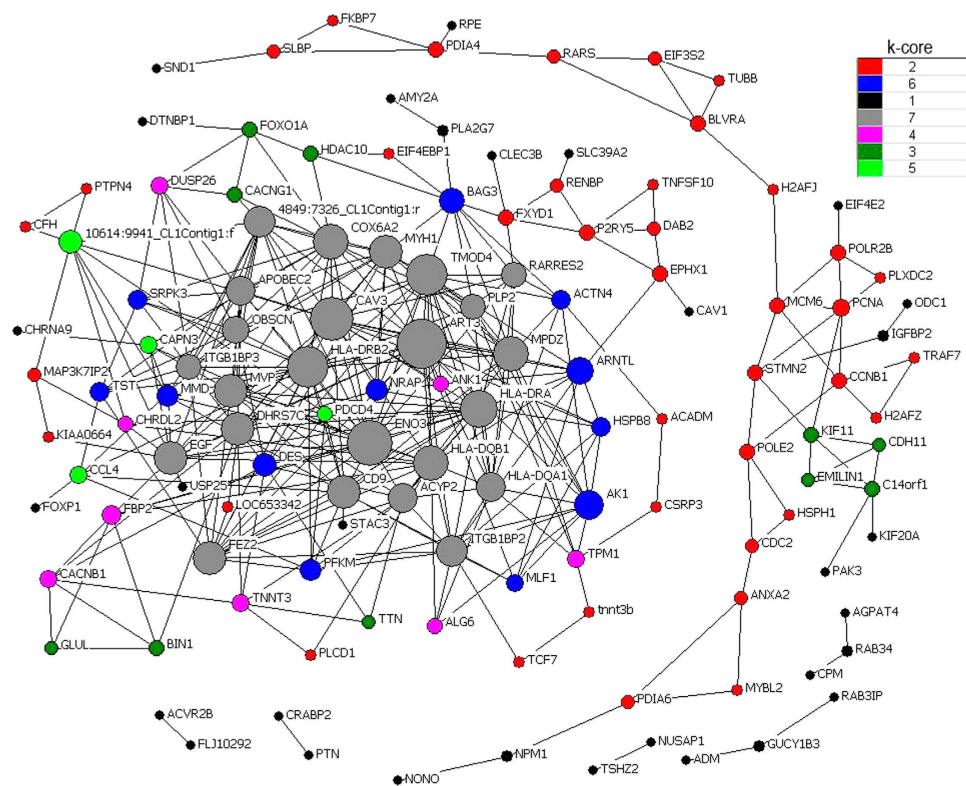 FKBP7
RPE
SLBP
PDIA4
k-core
2
6
1
7
4
3
5
RARS
EIF3S2
SND1
TUBB
AMY2A
BLVRA
DTNBP1
FOXO1A
PLA2G7
HDAC10
EIF4EBP1
CLEC3B
SLC39A2
PTPN4
DUSP26
CACNG1
BAG3
RENBP
TNFSF10
H2AFJ
EIF4E2
CFH
10614:9941_CL1Contig1:f
4849:7326_CL1Contig1:r
COX6A2
MYH1
FXYD1
P2RY5
DAB2
POLR2B
TMOD4
RARRES2
EPHX1
PLXDC2
APOBEC2
SRPK3
CAV3
PLP2
ACTN4
CAV1
MCM6
PCNA
ODC1
CHRNA9
OBSCN
ART3
IGFBP2
CAPN3
ITGB1BP3
HLA-DRB2
MPDZ
ARNTL
STMN2
TRAF7
MAP3K7IP2
TST
MMD
MVP
NRAP
ANK1
HLA-DRA
CCNB1
CHRDL2
DHRS7C
PDCD4
HSPB8
ACADM
H2AFZ
KIAA0664
ENO3
KIF11
CDH11
EGF
DES
HLA-DQB1
POLE2
CCL4
USP25
CD9
ACYP2
HLA-DQA1
EMILIN1
C14orf1
FOXP1
FBP2
LOC653342
AK1
CSRP3
HSPH1
STAC3
KIF20A
FEZ2
ITGB1BP2
CDC2
CACNB1
PFKM
MLF1
TPM1
PAK3
TNNT3
ANXA2
AGPAT4
TTN
ALG6
tnnt3b
GLUL
BIN1
PLCD1
TCF7
RAB34
CPM
MYBL2
RAB3IP
PDIA6
ACVR2B
CRABP2
FLJ10292
PTN
NPM1
NUSAP1
GUCY1B3
NONO
TSHZ2
ADM